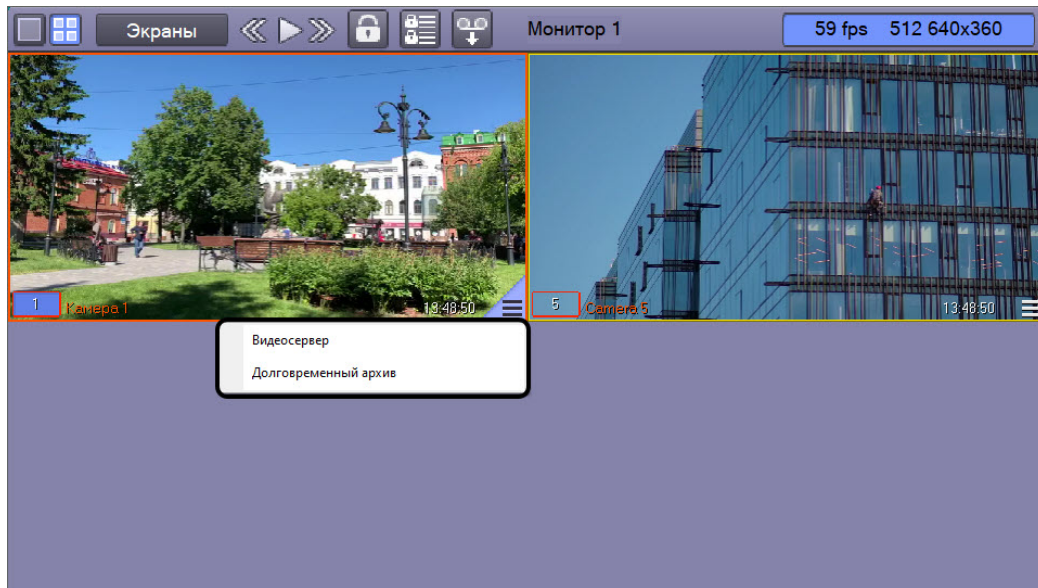 Экраны
Монитор 1
59 fps 512 640x360
1 Камера 1 13:48:50
5 Camera 5 13:48:50
Видеосервер
Долговременный архив